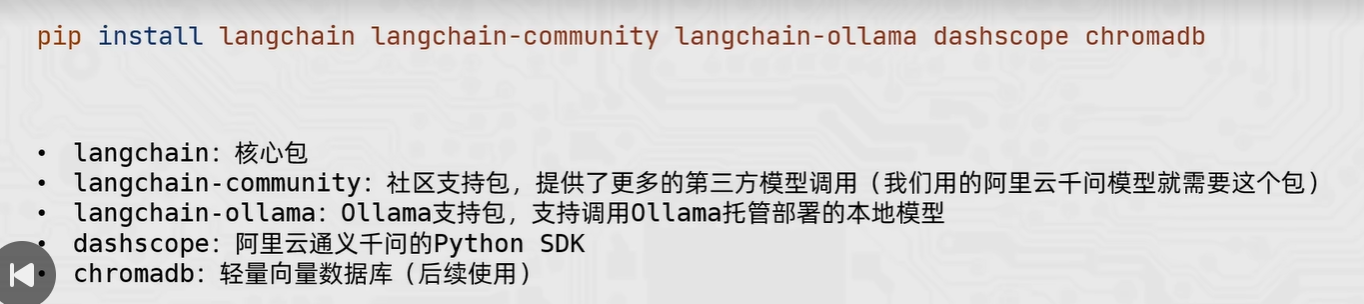 pip install langchain langchain-community langchain-ollama dashscope chromadb
• langchain：核心包
• langchain-community：社区支持包，提供了更多的第三方模型调用（我们用的阿里云千问模型就需要这个包）
• langchain-ollama：Ollama支持包，支持调用Ollama托管部署的本地模型
• dashscope：阿里云通义千问的Python SDK
• chromadb：轻量向量数据库（后续使用）